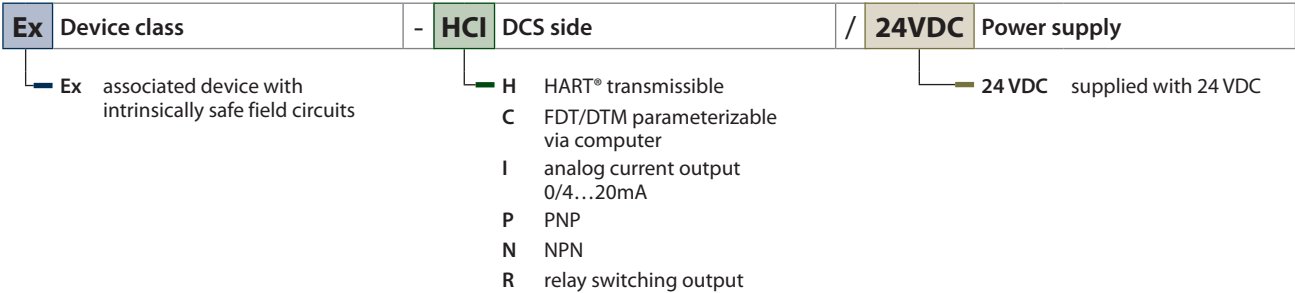 Ex Device class - HCI DCS side / 24VDC Power supply
Ex associated device with
intrinsically safe field circuits
H HART® transmissible
C FDT/DTM parameterizable
via computer
I analog current output
0/4…20mA
P PNP
N NPN
R relay switching output
24 VDC supplied with 24 VDC